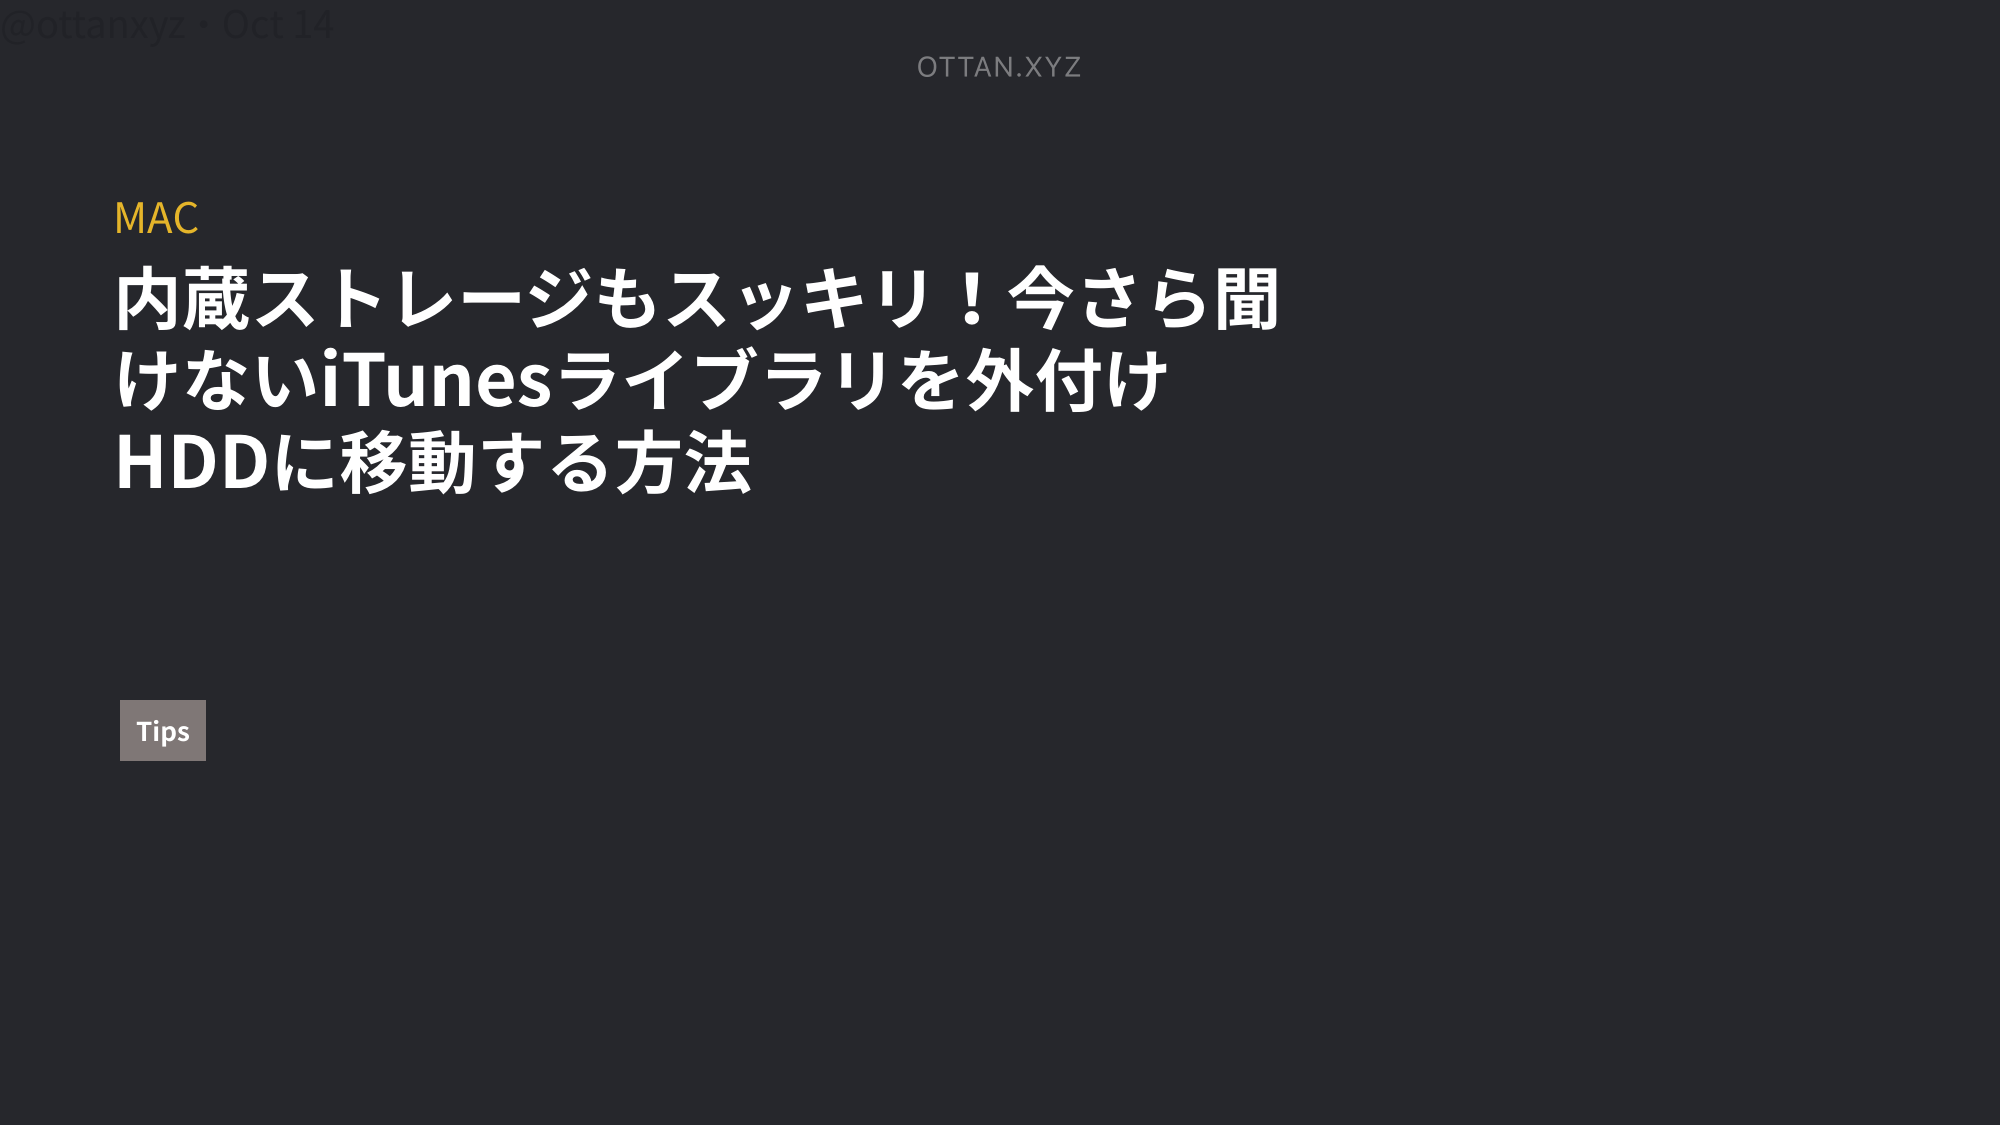 @ottanxyz・Oct 14
OTTAN.XYZ
MAC
内蔵ストレージもスッキリ！今さら聞
けないiTunesライブラリを外付け
HDDに移動する方法
Tips